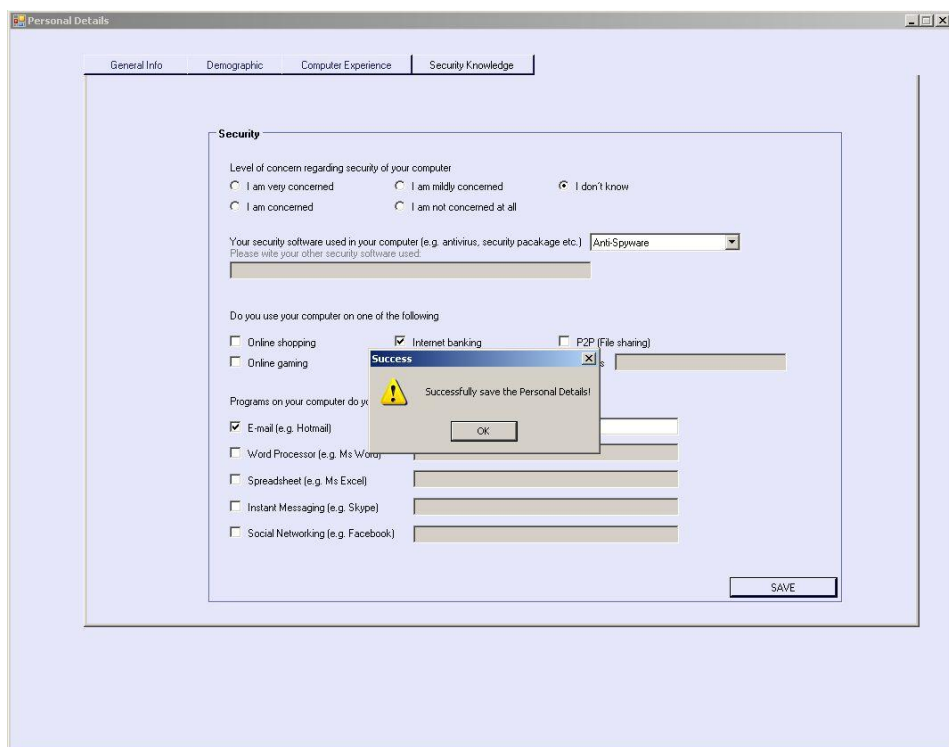 Personal Details
General Info Demographic Computer Experience Security Knowledge
Security
Level of concern regarding security of your computer
I am very concerned I am mildly concerned I don't know
I am concerned I am not concerned at all
Your security software used in your computer (e.g. antivirus, security pacakage etc.) Anti-Spyware
Please wite your other security software used:
Do you use your computer on one of the following
Online shopping Internet banking P2P (File sharing)
Online gaming
Success
Successfully save the Personal Details!
OK
Programs on your computer do
E-mail (e.g. Hotmail)
Word Processor (e.g. Ms Word)
Spreadsheet (e.g. Ms Excel)
Instant Messaging (e.g. Skype)
Social Networking (e.g. Facebook)
SAVE